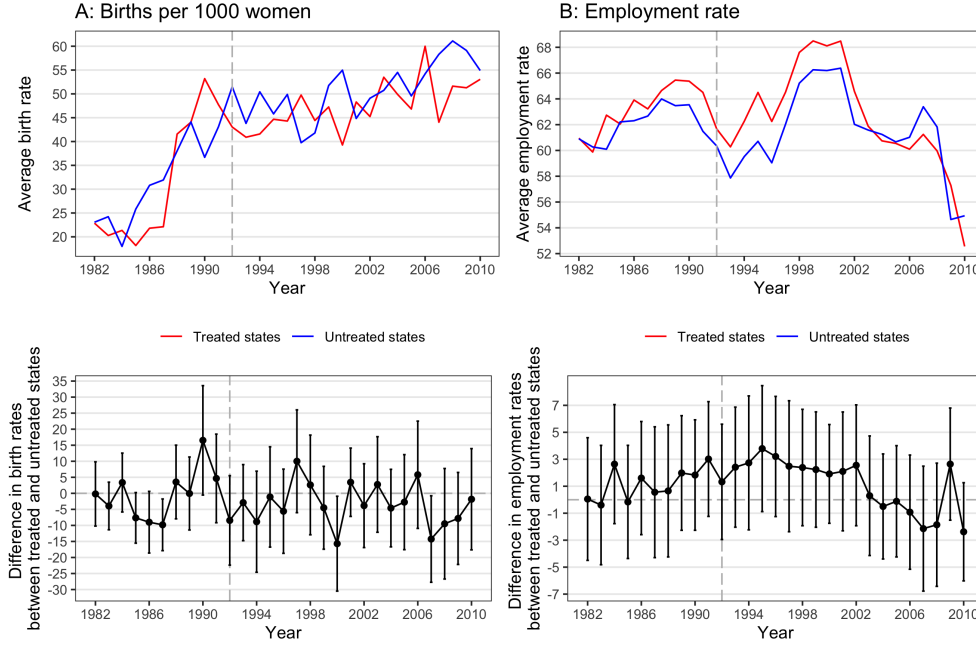 A: Births per 1000 women
Average birth rate
60
55
50
45
40
35
30
25
20
1982 1986 1990 1994 1998 2002 2006 2010
Year
Treated states Untreated states
B: Employment rate
Average employment rate
68
66
64
62
60
58
56
54
52
1982 1986 1990 1994 1998 2002 2006 2010
Year
Treated states Untreated states
Difference in birth rates
between treated and untreated states
35
30
25
20
15
10
5
0
-5
-10
-15
-20
-25
-30
1982 1986 1990 1994 1998 2002 2006 2010
Year
Difference in employment rates
between treated and untreated states
7
5
3
1
-1
-3
-5
-7
1982 1986 1990 1994 1998 2002 2006 2010
Year